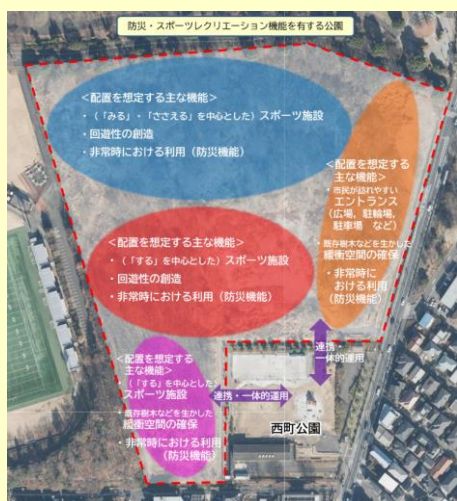 防災・スポーツレクリエーション機能を有する公園
＜配置を想定する主な機能＞
・（「みる」・「ささえる」を中心とした）スポーツ施設
・回遊性の創造
・非常時における利用（防災機能）
＜配置を想定する
主な機能＞
・市民が訪れやすい
エントランス
（広場、駐輪場、
駐車場　など）
・既存樹木などを生かした
緩衝空間の確保
・非常時に
おける利用
（防災機能）
＜配置を想定する主な機能＞
・（「する」を中心とした）スポーツ施設
・回遊性の創造
・非常時における利用（防災機能）
＜配置を想定する
主な機能＞
・（「する」を中心とした）
スポーツ施設
・既存樹木などを生かした
緩衝空間の確保
・非常時における利用
（防災機能）
連携・
一体的運用
連携・一体的運用
西町公園